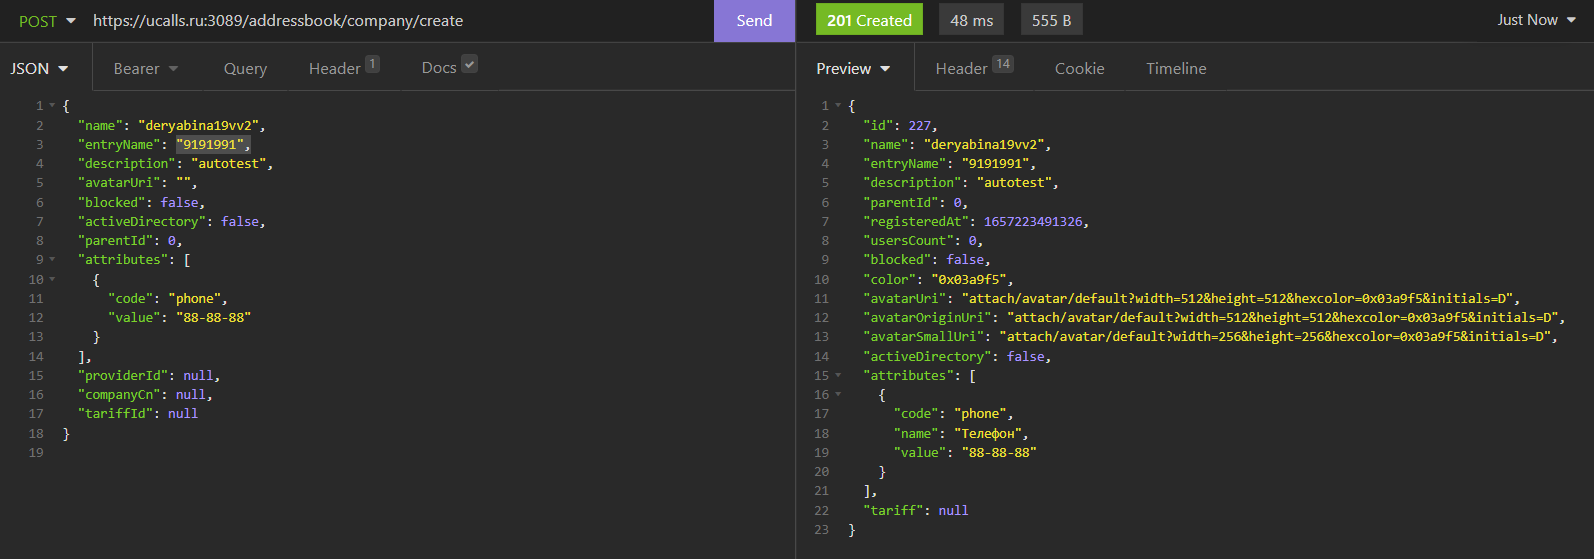 POST https://ucalls.ru:3089/addressbook/company/create Send
JSON Bearer Query Header 1 Docs
1 {
2 "name": "deryabina19vv2",
3 "entryName": "9191991",
4 "description": "autotest",
5 "avatarUri": "",
6 "blocked": false,
7 "activeDirectory": false,
8 "parentId": 0,
9 "attributes": [
10 {
11 "code": "phone",
12 "value": "88-88-88"
13 }
14 ],
15 "providerId": null,
16 "companyCn": null,
17 "tariffId": null
18 }
19
201 Created 48 ms 555 B Just Now
Preview Header 14 Cookie Timeline
1 {
2 "id": 227,
3 "name": "deryabina19vv2",
4 "entryName": "9191991",
5 "description": "autotest",
6 "parentId": 0,
7 "registeredAt": 1657223491326,
8 "usersCount": 0,
9 "blocked": false,
10 "color": "0x03a9f5",
11 "avatarUri": "attach/avatar/default?width=512&height=512&hexcolor=0x03a9f5&initials=D",
12 "avatarOriginUri": "attach/avatar/default?width=512&height=512&hexcolor=0x03a9f5&initials=D",
13 "avatarSmallUri": "attach/avatar/default?width=256&height=256&hexcolor=0x03a9f5&initials=D",
14 "activeDirectory": false,
15 "attributes": [
16 {
17 "code": "phone",
18 "name": "Телефон",
19 "value": "88-88-88"
20 }
21 ],
22 "tariff": null
23 }